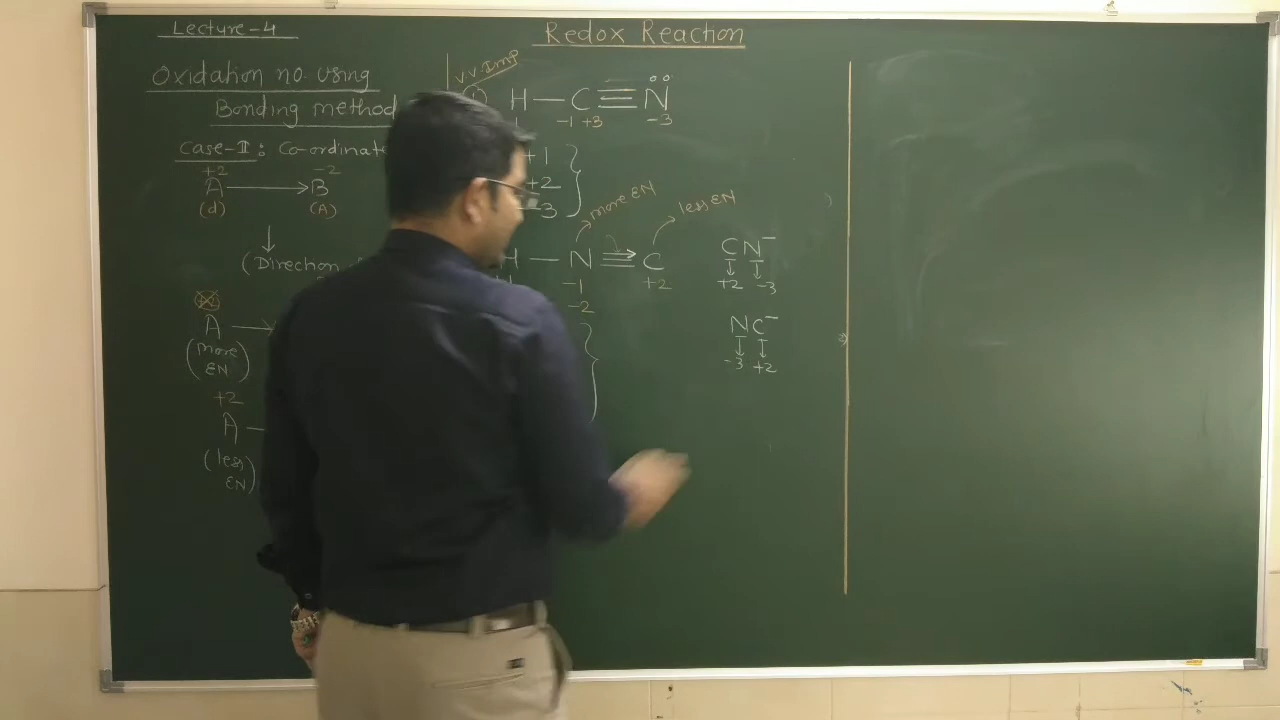 Lecture-4
Redox Reaction
Oxidation no. using
Bonding method
Case-II: Co-ordinate
+2 -2
A ⟶ B
(d) (A)
↓
(Direction
A ⟶
(more
EN)
+2
A —
(less
EN)
V.V.Imp
① H — C ≡ N
-1 +3 -3
+1
+2
-3
more EN
less EN
H — N ≡ C
-1 +2
-2
CN⁻
↓ ↓
+2 -3
NC⁻
↓ ↓
-3 +2